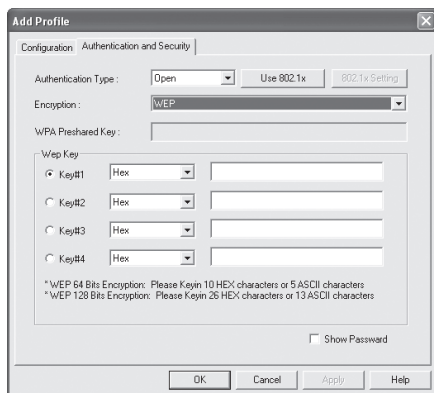 Add Profile
Configuration Authentication and Security
Authentication Type : Open Use 802.1x 802.1x Setting
Encryption : WEP
WPA Preshared Key :
Wep Key
Key#1 Hex
Key#2 Hex
Key#3 Hex
Key#4 Hex
* WEP 64 Bits Encryption: Please Keyin 10 HEX characters or 5 ASCII characters
* WEP 128 Bits Encryption: Please Keyin 26 HEX characters or 13 ASCII characters
Show Password
OK Cancel Apply Help